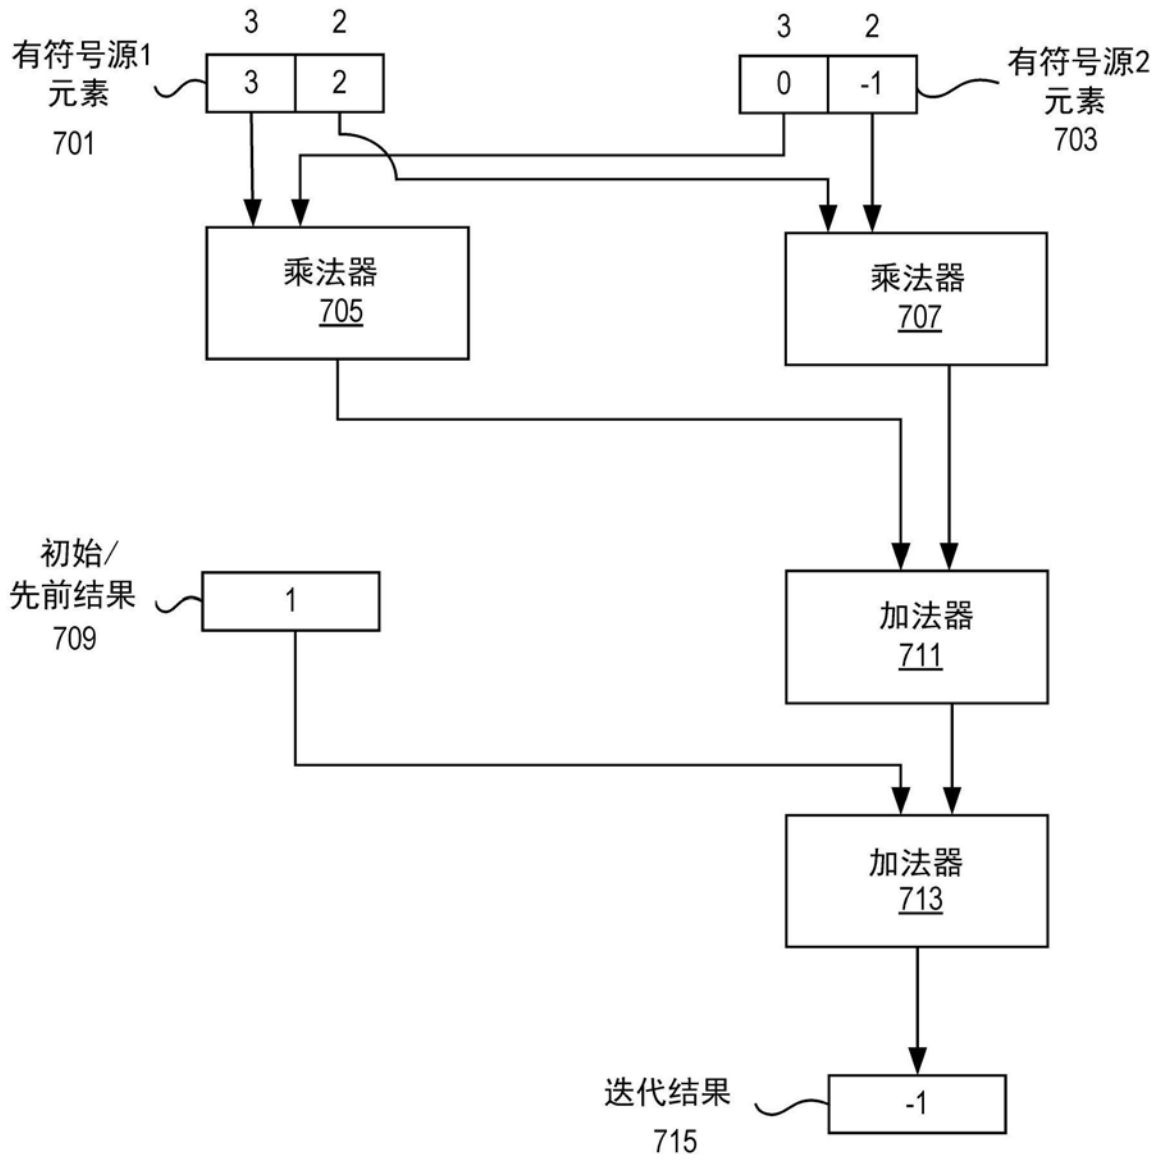 3 2
3 2
有符号源1
元素
701
3 2
0 -1
有符号源2
元素
703
乘法器
705
乘法器
707
初始/
先前结果
709
1
加法器
711
加法器
713
迭代结果
715
-1